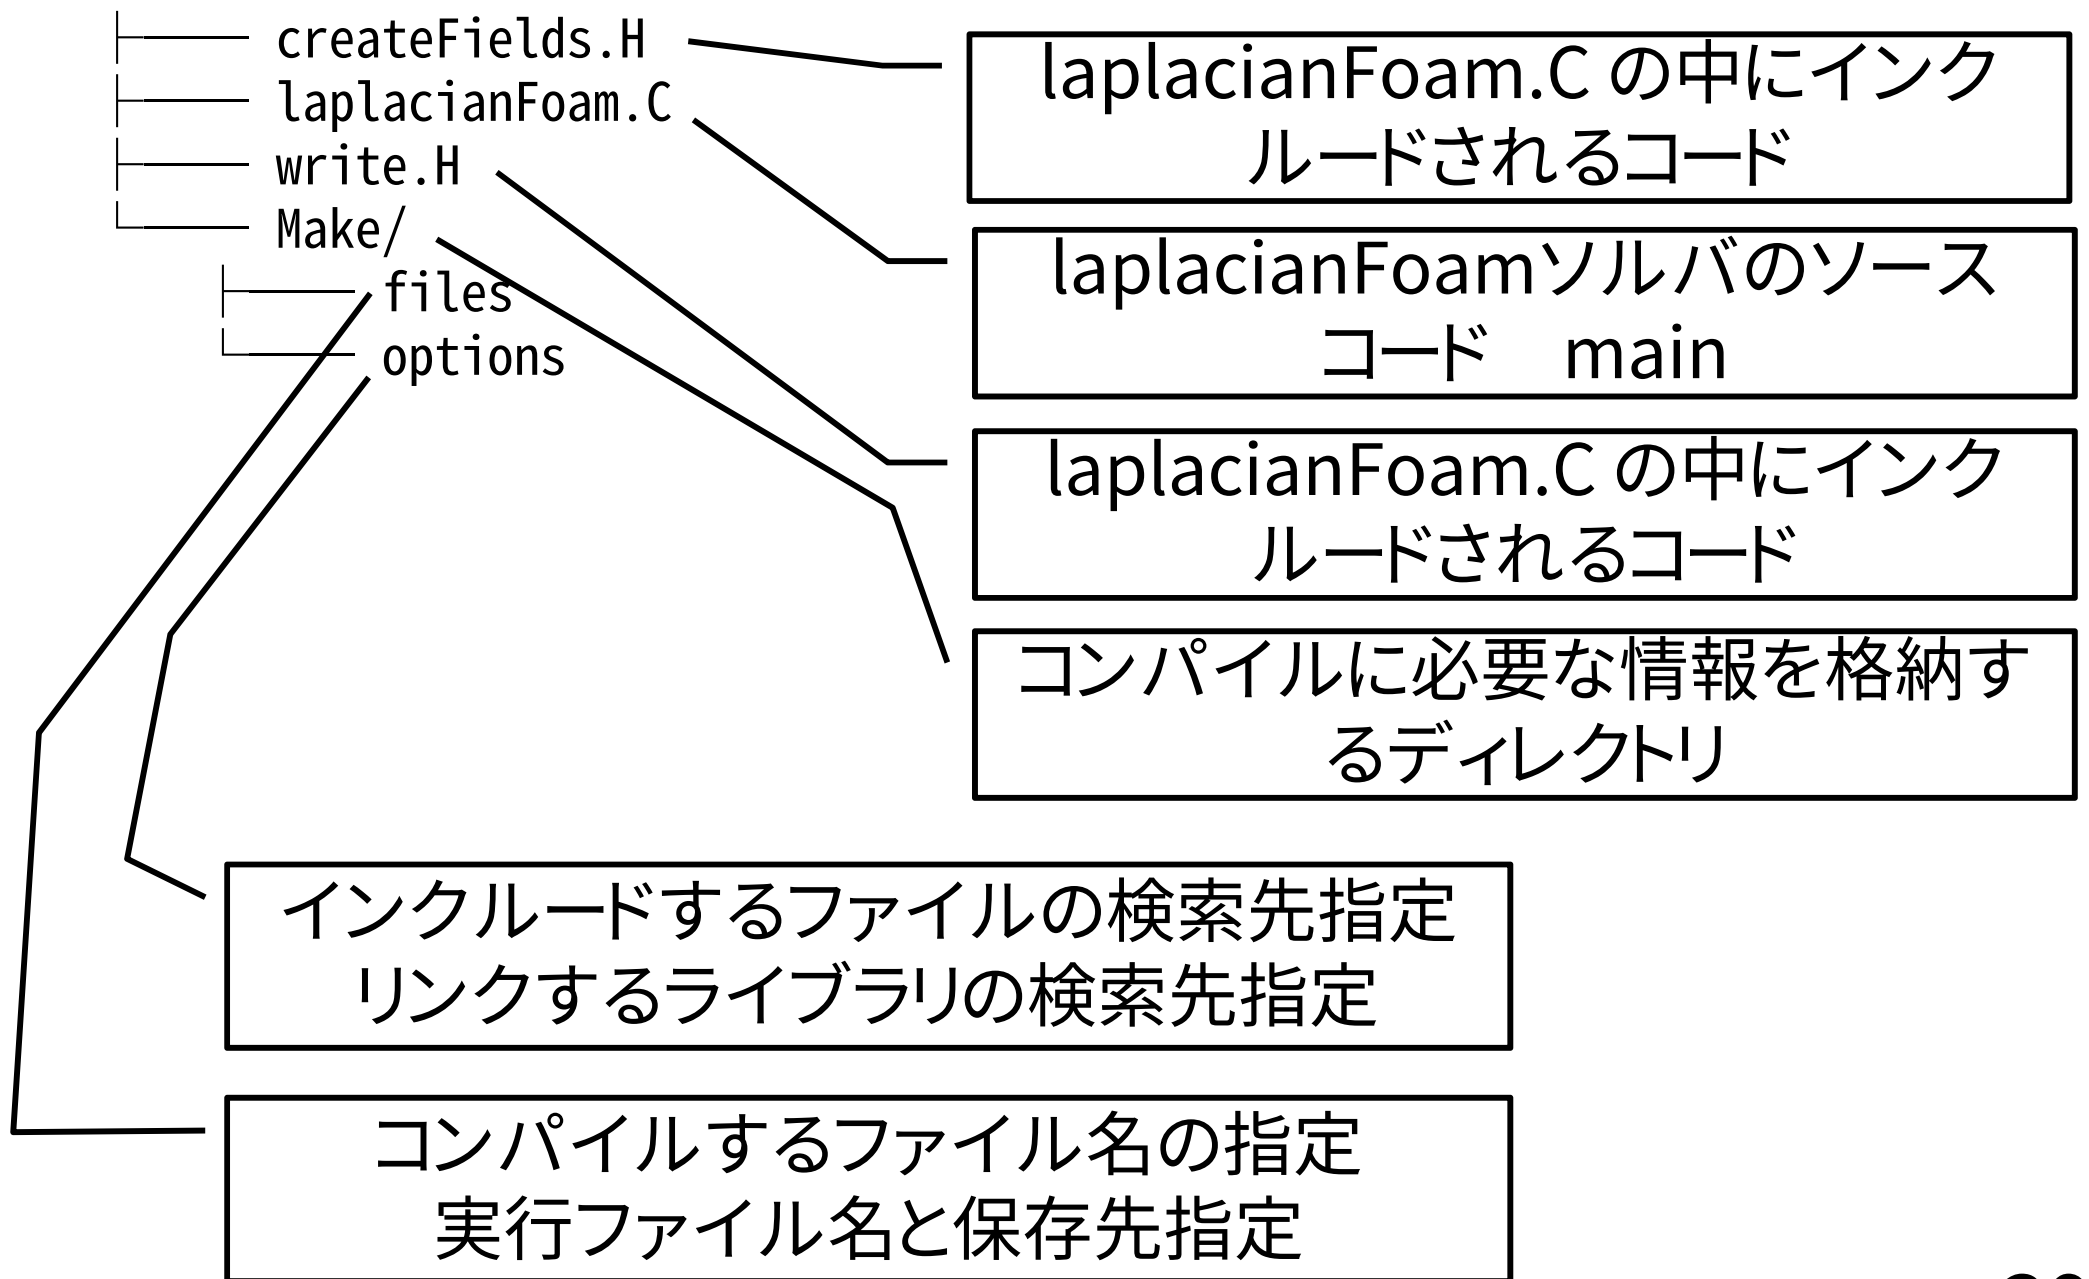 createFields.H
laplacianFoam.C
write.H
Make/
files
options
laplacianFoam.C の中にインク
ルードされるコード
laplacianFoamソルバのソース
コード　main
laplacianFoam.C の中にインク
ルードされるコード
コンパイルに必要な情報を格納す
るディレクトリ
インクルードするファイルの検索先指定
リンクするライブラリの検索先指定
コンパイルするファイル名の指定
実行ファイル名と保存先指定